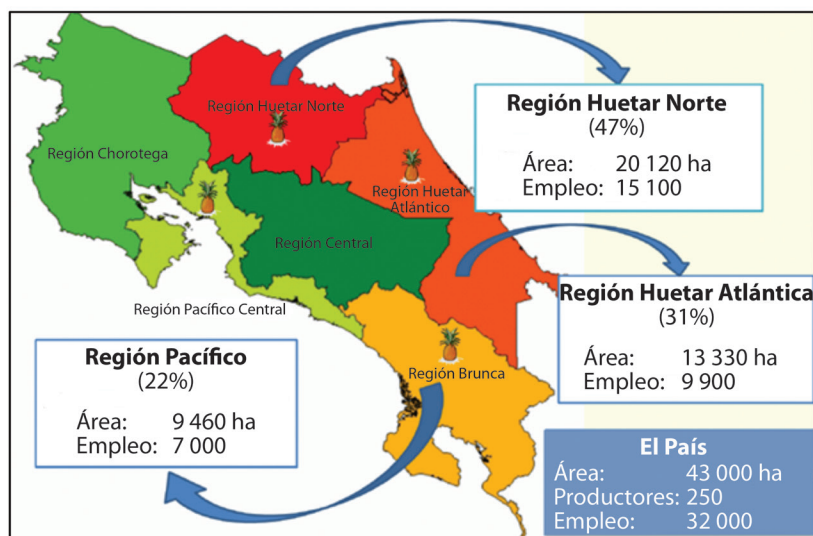 Región Huetar Norte
Región Chorotega
Región Huetar
Atlántico
Región Central
Región Pacífico Central
Región Brunca
Región Huetar Norte
(47%)
Área: 20 120 ha
Empleo: 15 100
Región Huetar Atlántica
(31%)
Área: 13 330 ha
Empleo: 9 900
Región Pacífico
(22%)
Área: 9 460 ha
Empleo: 7 000
El País
Área: 43 000 ha
Productores: 250
Empleo: 32 000